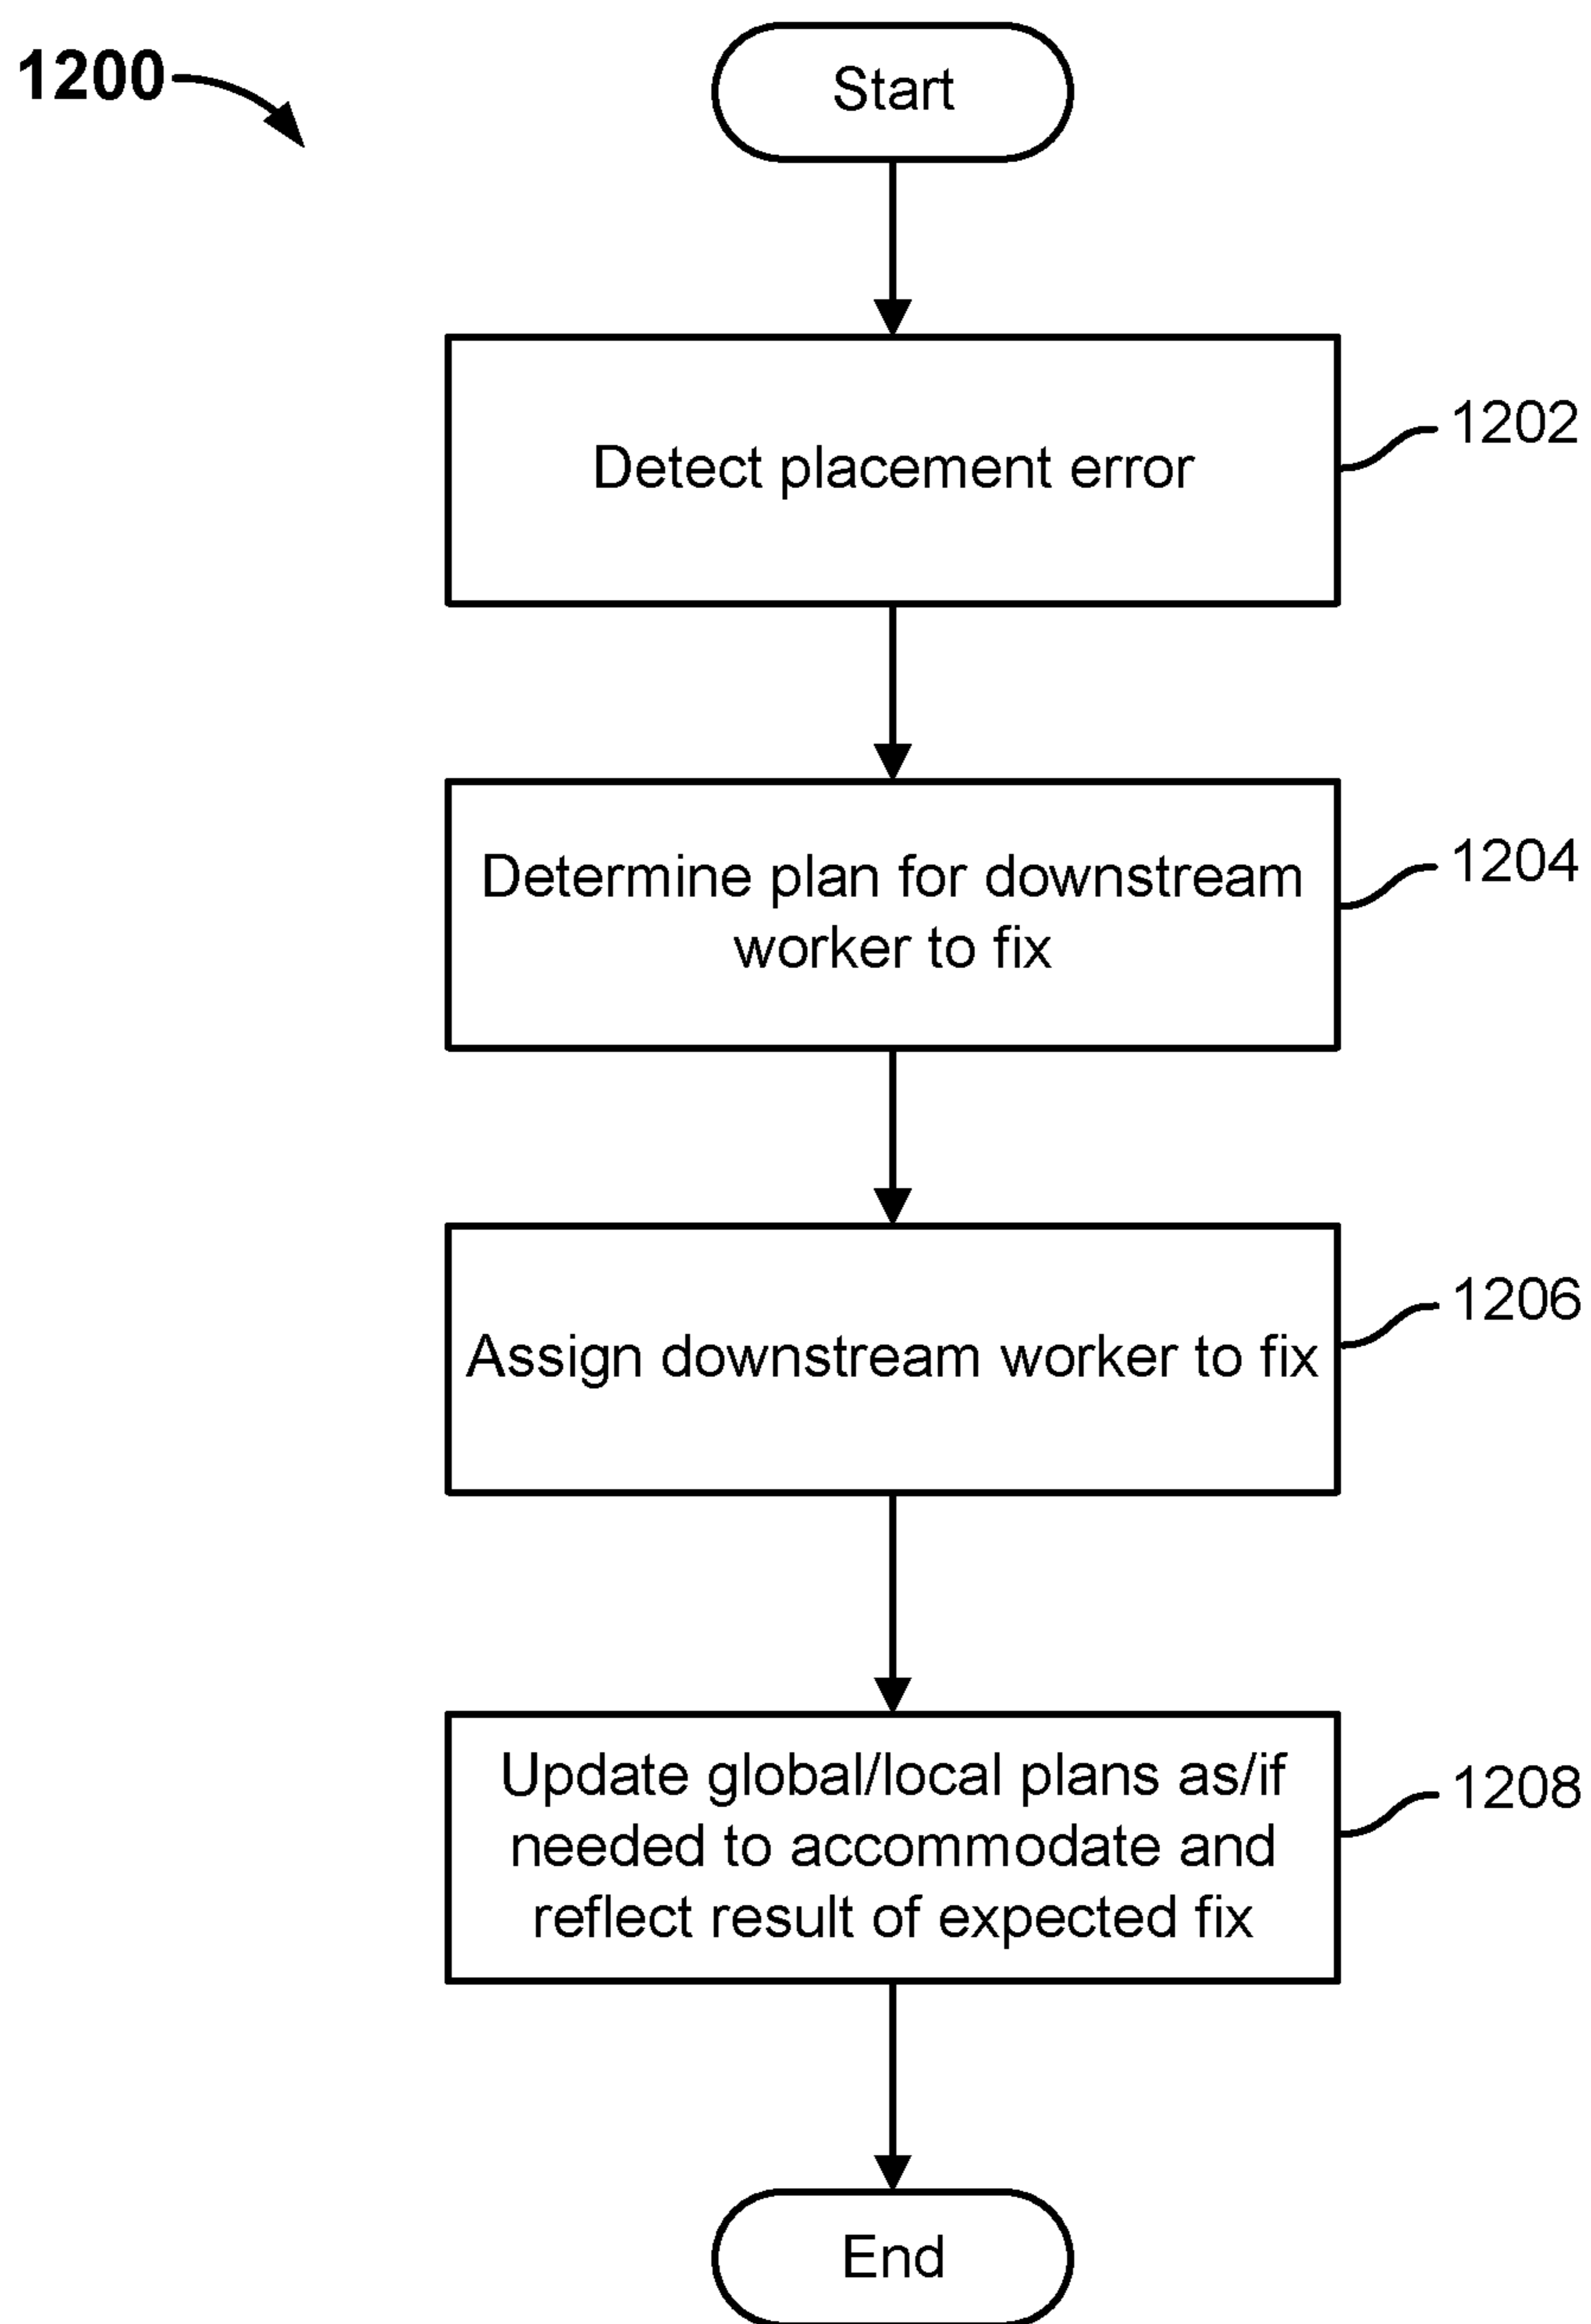 1200
Start
Detect placement error
1202
Determine plan for downstream
worker to fix
1204
Assign downstream worker to fix
1206
Update global/local plans as/if
needed to accommodate and
reflect result of expected fix
1208
End